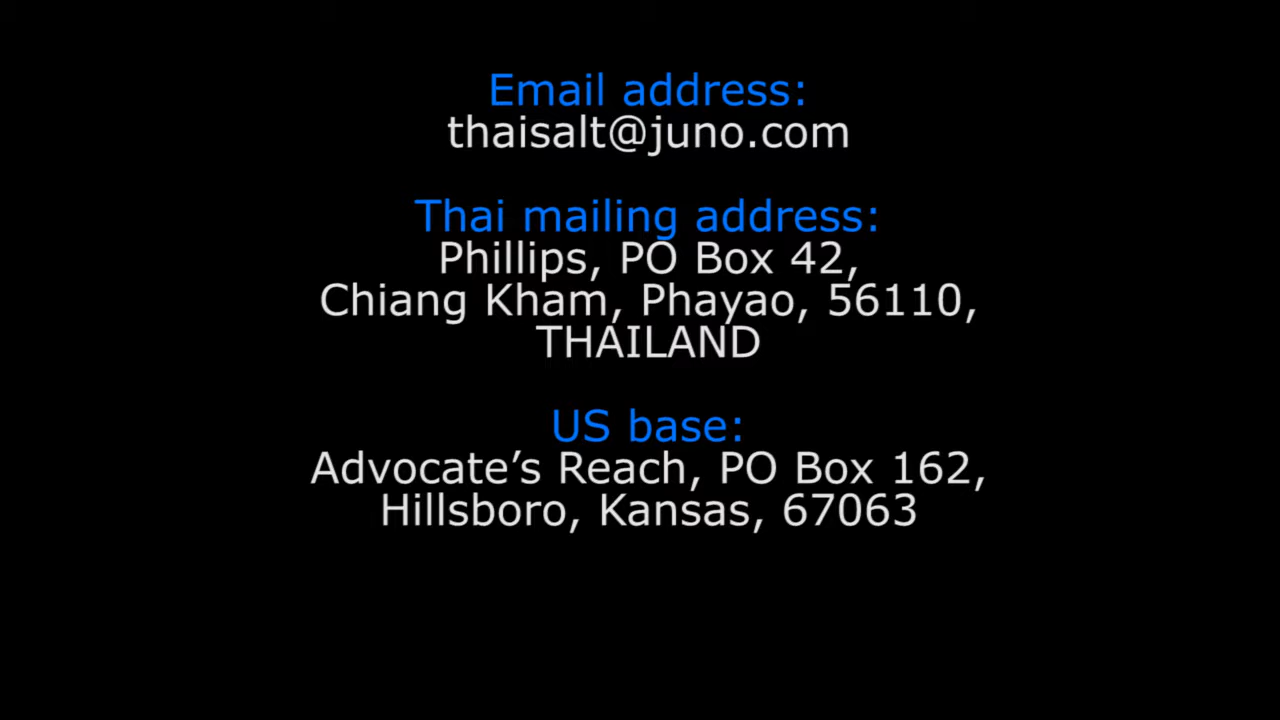 Email address:
thaisalt@juno.com
Thai mailing address:
Phillips, PO Box 42,
Chiang Kham, Phayao, 56110,
THAILAND
US base:
Advocate’s Reach, PO Box 162,
Hillsboro, Kansas, 67063